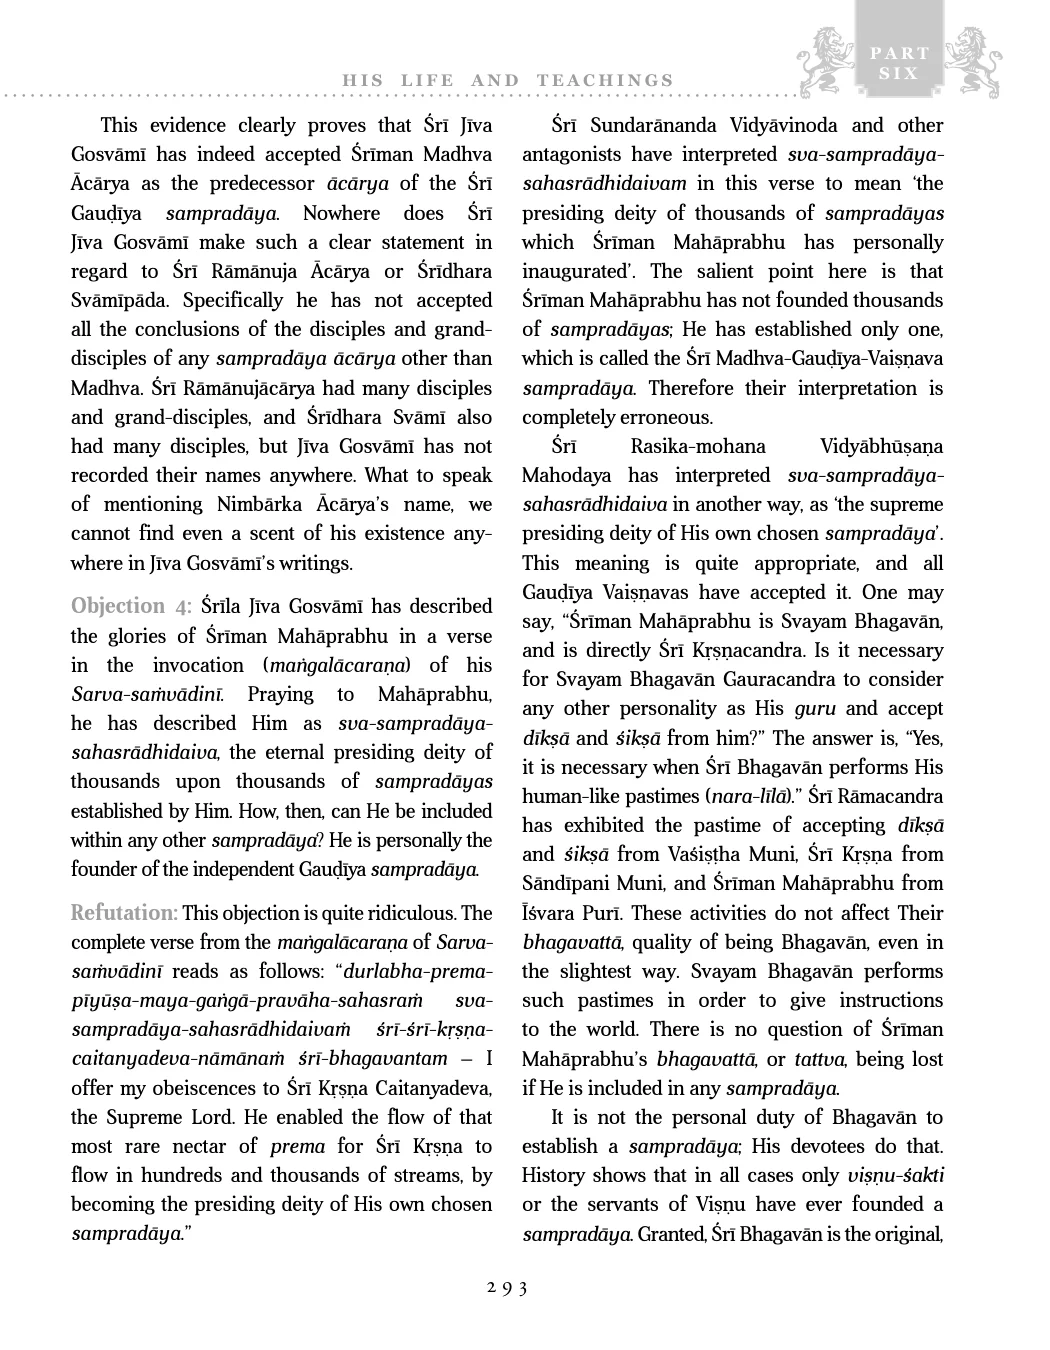 PART
SIX
HIS LIFE AND TEACHINGS
This evidence clearly proves that Śrī Jīva
Gosvāmī has indeed accepted Śrīman Madhva
Ācārya as the predecessor ācārya of the Śrī
Gauḍīya sampradāya. Nowhere does Śrī
Jīva Gosvāmī make such a clear statement in
regard to Śrī Rāmānuja Ācārya or Śrīdhara
Svāmīpāda. Specifically he has not accepted
all the conclusions of the disciples and grand-
disciples of any sampradāya ācārya other than
Madhva. Śrī Rāmānujācārya had many disciples
and grand-disciples, and Śrīdhara Svāmī also
had many disciples, but Jīva Gosvāmī has not
recorded their names anywhere. What to speak
of mentioning Nimbārka Ācārya’s name, we
cannot find even a scent of his existence any-
where in Jīva Gosvāmī’s writings.
Objection 4: Śrīla Jīva Gosvāmī has described
the glories of Śrīman Mahāprabhu in a verse
in the invocation (maṅgalācaraṇa) of his
Sarva-saṁvādinī. Praying to Mahāprabhu,
he has described Him as sva-sampradāya-
sahasrādhidaiva, the eternal presiding deity of
thousands upon thousands of sampradāyas
established by Him. How, then, can He be included
within any other sampradāya? He is personally the
founder of the independent Gauḍīya sampradāya.
Refutation: This objection is quite ridiculous. The
complete verse from the maṅgalācaraṇa of Sarva-
saṁvādinī reads as follows: “durlabha-prema-
pīyūṣa-maya-gaṅgā-pravāha-sahasraṁ sva-
sampradāya-sahasrādhidaivaṁ śrī-śrī-kṛṣṇa-
caitanyadeva-nāmānaṁ śrī-bhagavantam – I
offer my obeiscences to Śrī Kṛṣṇa Caitanyadeva,
the Supreme Lord. He enabled the flow of that
most rare nectar of prema for Śrī Kṛṣṇa to
flow in hundreds and thousands of streams, by
becoming the presiding deity of His own chosen
sampradāya.”
Śrī Sundarānanda Vidyāvinoda and other
antagonists have interpreted sva-sampradāya-
sahasrādhidaivam in this verse to mean ‘the
presiding deity of thousands of sampradāyas
which Śrīman Mahāprabhu has personally
inaugurated’. The salient point here is that
Śrīman Mahāprabhu has not founded thousands
of sampradāyas; He has established only one,
which is called the Śrī Madhva-Gauḍīya-Vaiṣṇava
sampradāya. Therefore their interpretation is
completely erroneous.
Śrī Rasika-mohana Vidyābhūṣaṇa
Mahodaya has interpreted sva-sampradāya-
sahasrādhidaiva in another way, as ‘the supreme
presiding deity of His own chosen sampradāya’.
This meaning is quite appropriate, and all
Gauḍīya Vaiṣṇavas have accepted it. One may
say, “Śrīman Mahāprabhu is Svayam Bhagavān,
and is directly Śrī Kṛṣṇacandra. Is it necessary
for Svayam Bhagavān Gauracandra to consider
any other personality as His guru and accept
dīkṣā and śikṣā from him?” The answer is, “Yes,
it is necessary when Śrī Bhagavān performs His
human-like pastimes (nara-līlā).” Śrī Rāmacandra
has exhibited the pastime of accepting dīkṣā
and śikṣā from Vaśiṣṭha Muni, Śrī Kṛṣṇa from
Sāndīpani Muni, and Śrīman Mahāprabhu from
Īśvara Purī. These activities do not affect Their
bhagavattā, quality of being Bhagavān, even in
the slightest way. Svayam Bhagavān performs
such pastimes in order to give instructions
to the world. There is no question of Śrīman
Mahāprabhu’s bhagavattā, or tattva, being lost
if He is included in any sampradāya.
It is not the personal duty of Bhagavān to
establish a sampradāya; His devotees do that.
History shows that in all cases only viṣṇu-śakti
or the servants of Viṣṇu have ever founded a
sampradāya. Granted, Śrī Bhagavān is the original,
293